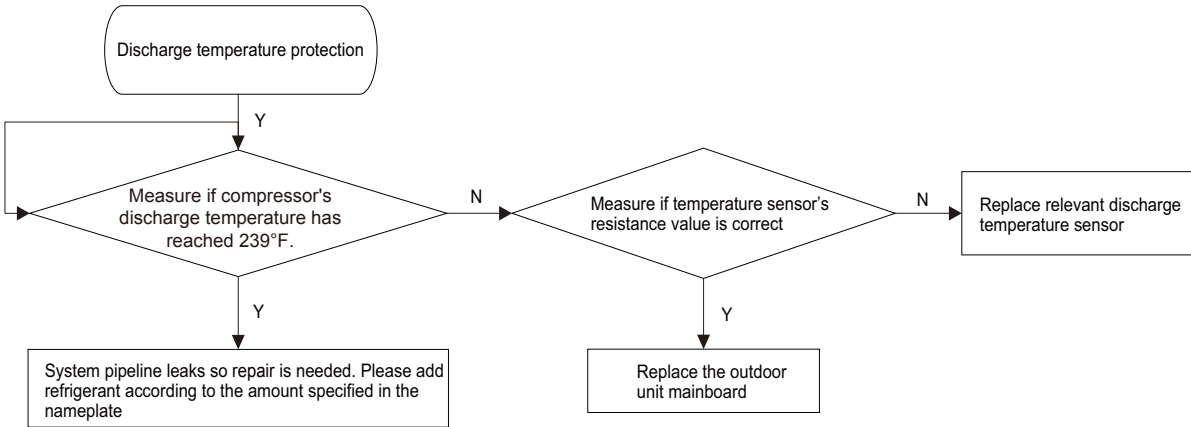 Discharge temperature protection
Y
Measure if compressor's
discharge temperature has
reached 239°F.
N
Measure if temperature sensor's
resistance value is correct
N
Replace relevant discharge
temperature sensor
Y
Y
System pipeline leaks so repair is needed. Please add
refrigerant according to the amount specified in the
nameplate
Replace the outdoor
unit mainboard